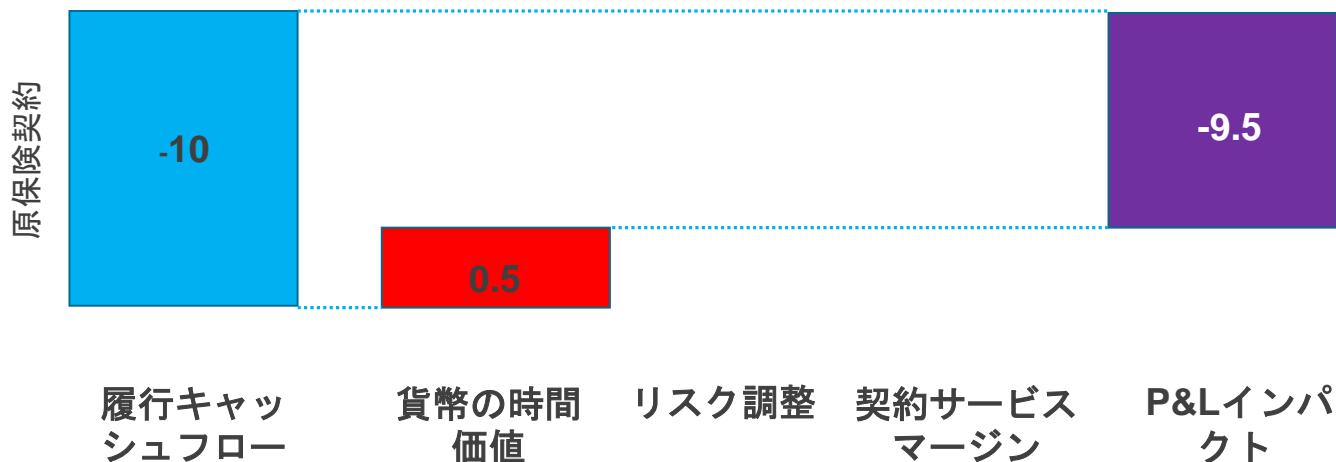 原保険契約
-10
0.5
-9.5
履行キャッ
シュフロー
貨幣の時間
価値
リスク調整
契約サービス
マージン
P&Lインパ
クト